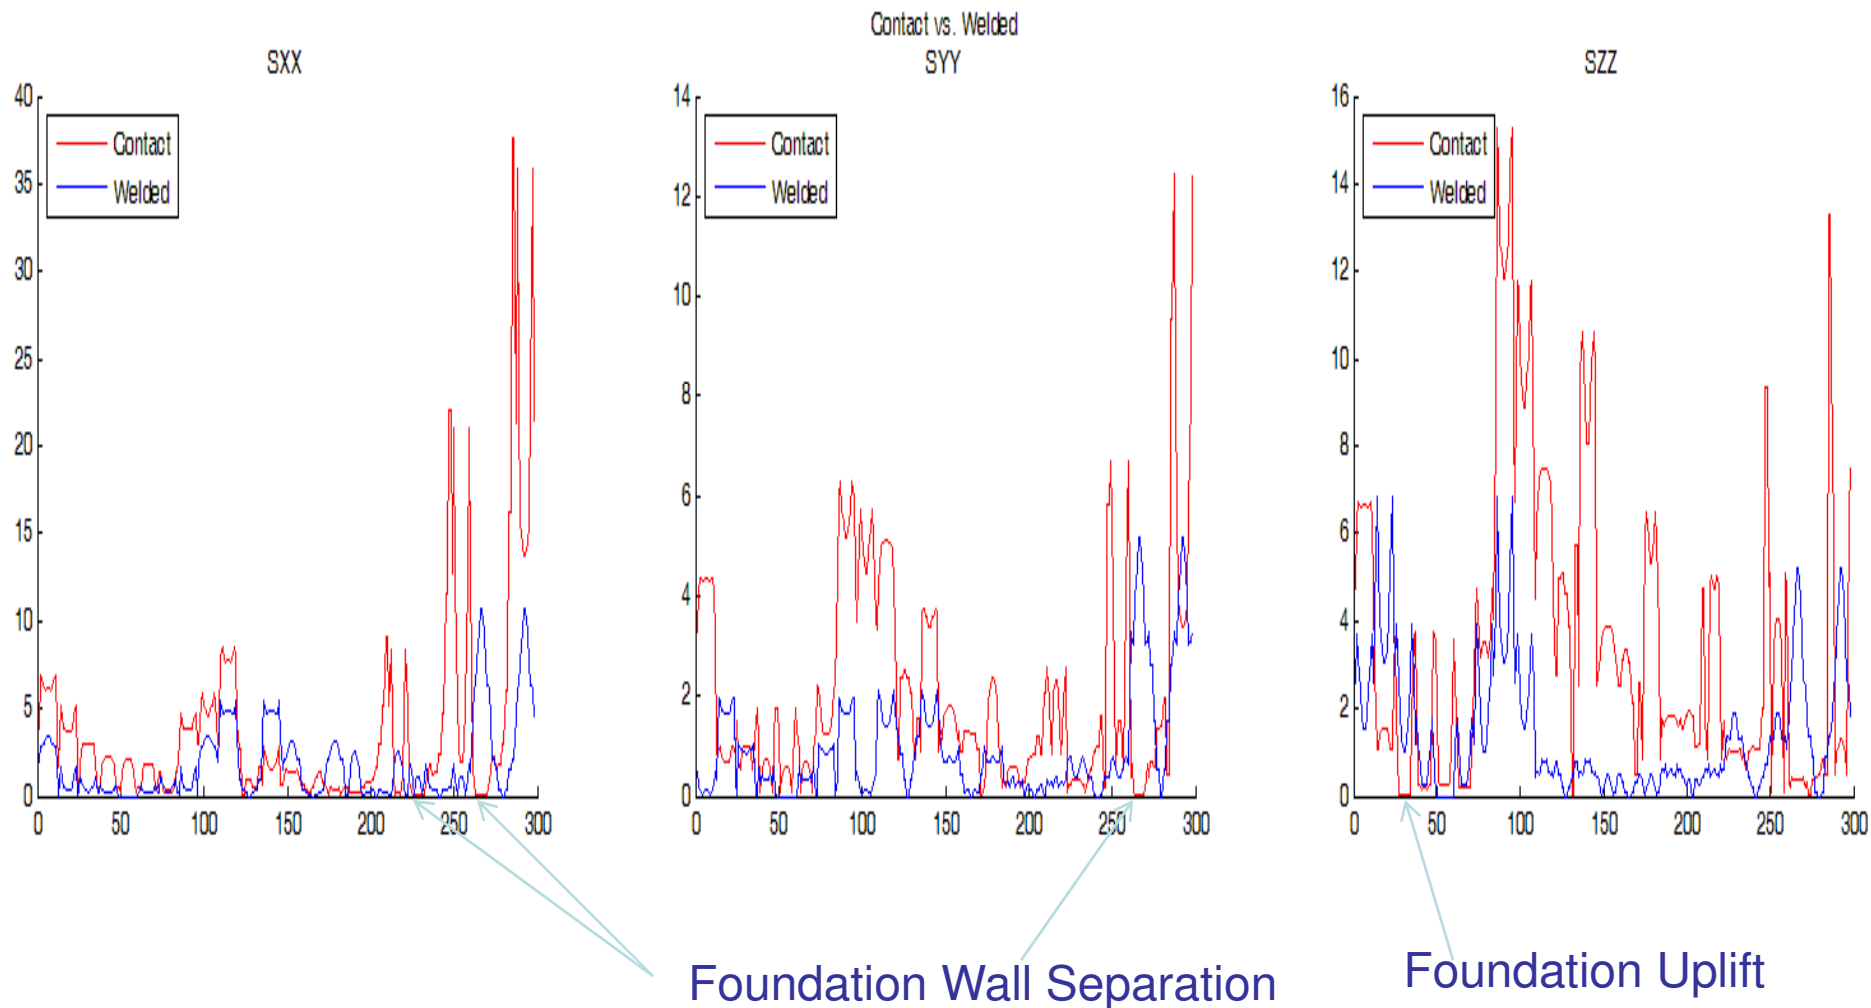 Contact vs. Welded
SXX
40
35
30
25
20
15
10
5
0
Contact
Welded
0 50 100 150 200 250 300
SYY
14
12
10
8
6
4
2
0
Contact
Welded
0 50 100 150 200 250 300
SZZ
16
14
12
10
8
6
4
2
0
Contact
Welded
0 50 100 150 200 250 300
Foundation Wall Separation
Foundation Uplift